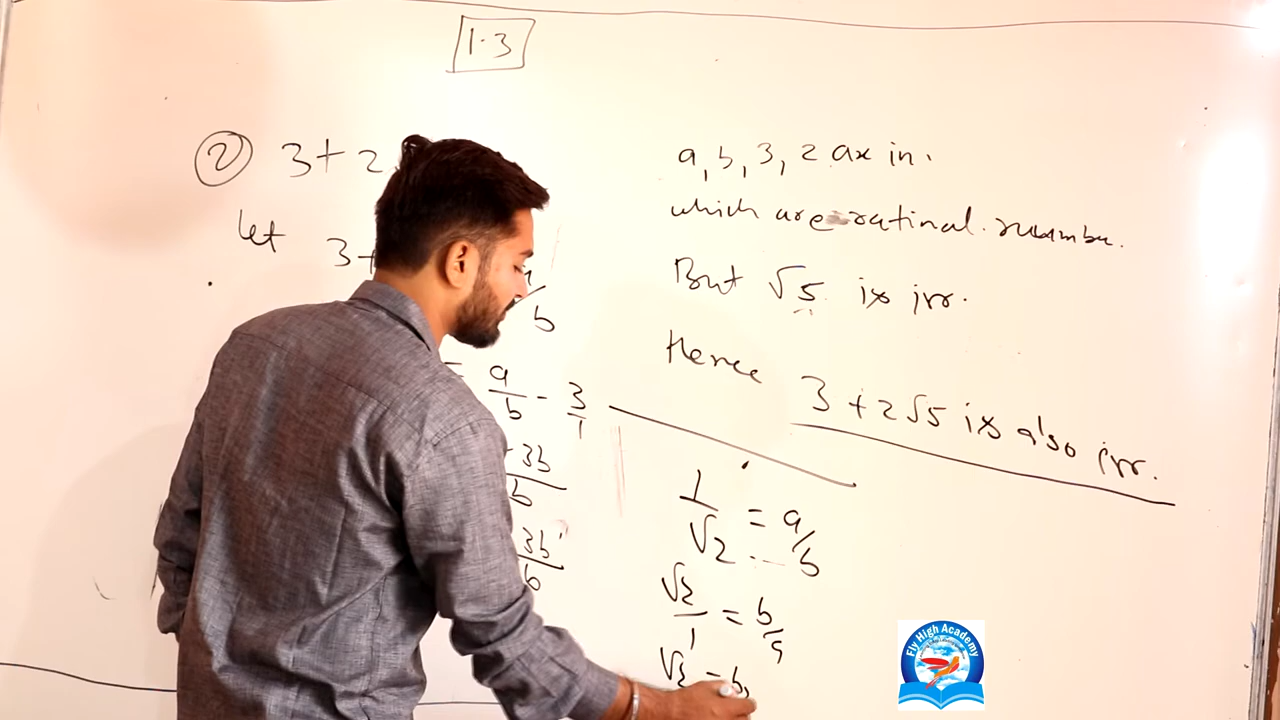 1.3
② 3+2
let 3+
a/b
= a/b - 3/1
3b/b
3b/b
a, b, 3, 2 are in.
which are ratinal. number.
But √5 is irr.
Hence 3+2√5 is also irr.
1/√2 = a/b
√2/1 = b/a
√2 = b
Fly High Academy